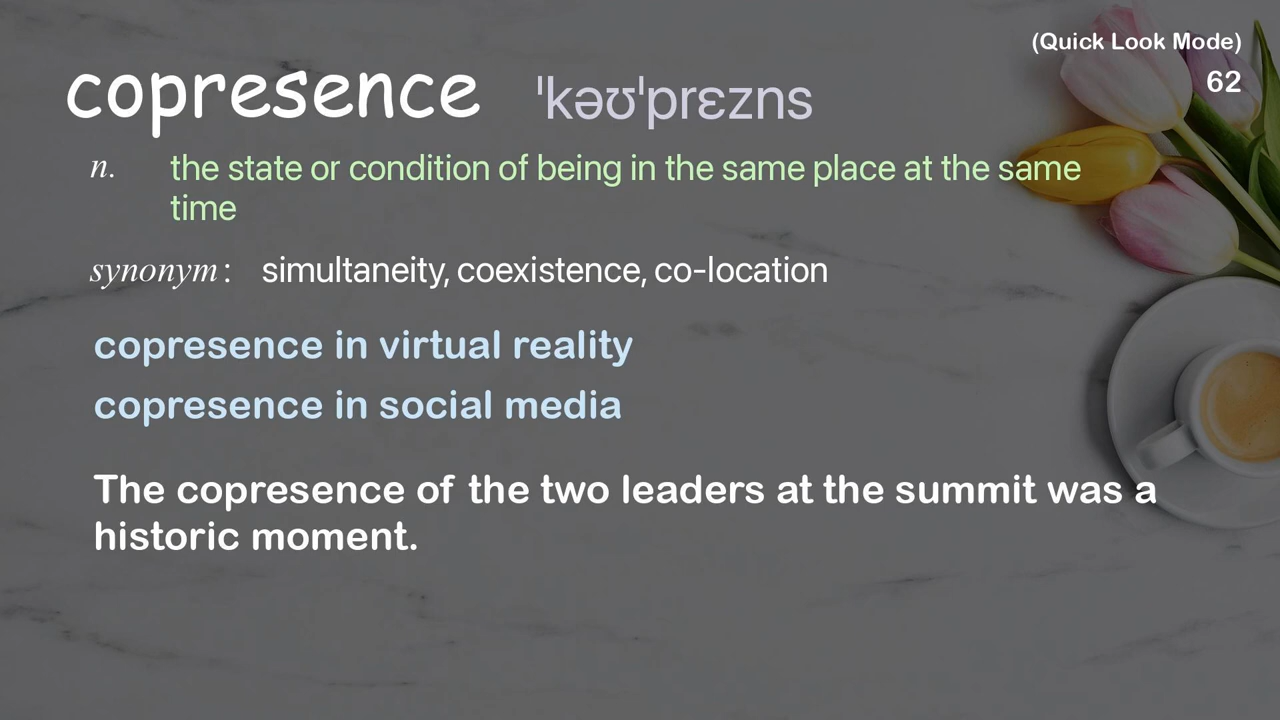 (Quick Look Mode)
copresence ˈkəʊˈprɛzns
62
n. the state or condition of being in the same place at the same
time
synonym: simultaneity, coexistence, co-location
copresence in virtual reality
copresence in social media
The copresence of the two leaders at the summit was a
historic moment.